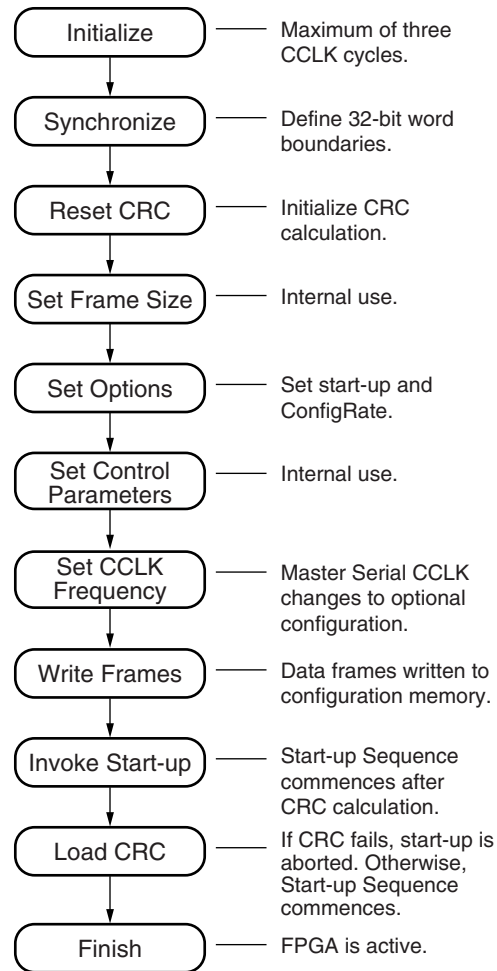 Initialize
Maximum of three
CCLK cycles.
Synchronize
Define 32-bit word
boundaries.
Reset CRC
Initialize CRC
calculation.
Set Frame Size
Internal use.
Set Options
Set start-up and
ConfigRate.
Set Control
Parameters
Internal use.
Set CCLK
Frequency
Master Serial CCLK
changes to optional
configuration.
Write Frames
Data frames written to
configuration memory.
Invoke Start-up
Start-up Sequence
commences after
CRC calculation.
Load CRC
If CRC fails, start-up is
aborted. Otherwise,
Start-up Sequence
commences.
Finish
FPGA is active.